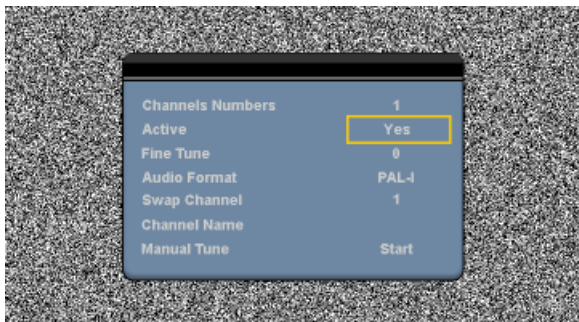 Channels Numbers 1
Active Yes
Fine Tune 0
Audio Format PAL-I
Swap Channel 1
Channel Name
Manual Tune Start